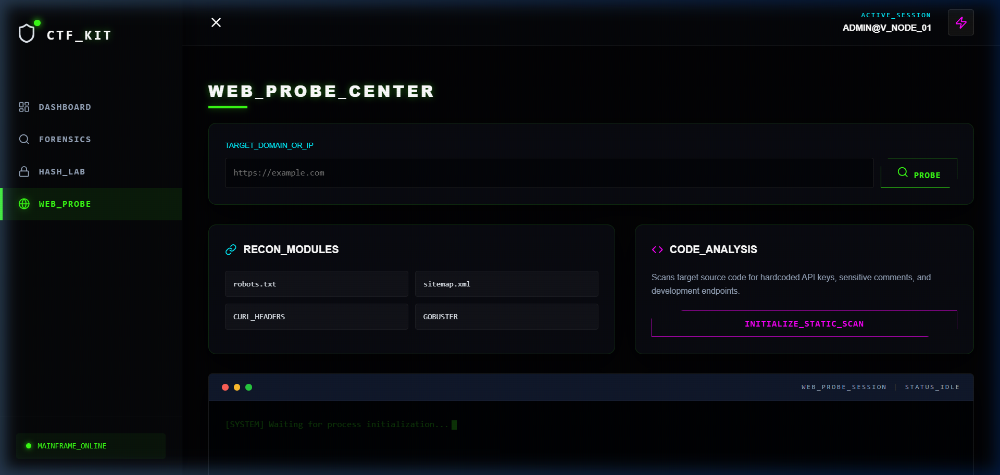 CTF_KIT
ACTIVE_SESSION
ADMIN@V_NODE_01
DASHBOARD
FORENSICS
HASH_LAB
WEB_PROBE
MAINFRAME_ONLINE
WEB_PROBE_CENTER
TARGET_DOMAIN_OR_IP
https://example.com
PROBE
RECON_MODULES
robots.txt
sitemap.xml
CURL_HEADERS
GOBUSTER
CODE_ANALYSIS
Scans target source code for hardcoded API keys, sensitive comments, and
development endpoints.
INITIALIZE_STATIC_SCAN
WEB_PROBE_SESSION | STATUS_IDLE
[SYSTEM] Waiting for process initialization...